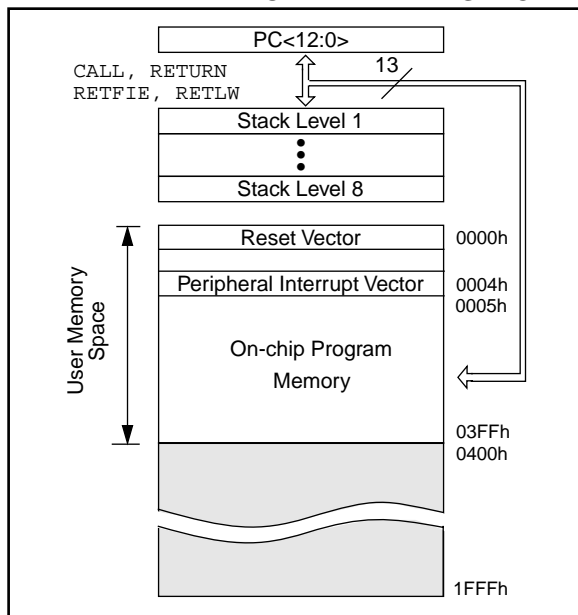 PC<12:0>
CALL, RETURN
RETFIE, RETLW
13
Stack Level 1
Stack Level 8
User Memory
Space
Reset Vector
0000h
Peripheral Interrupt Vector
0004h
0005h
On-chip Program
Memory
03FFh
0400h
1FFFh